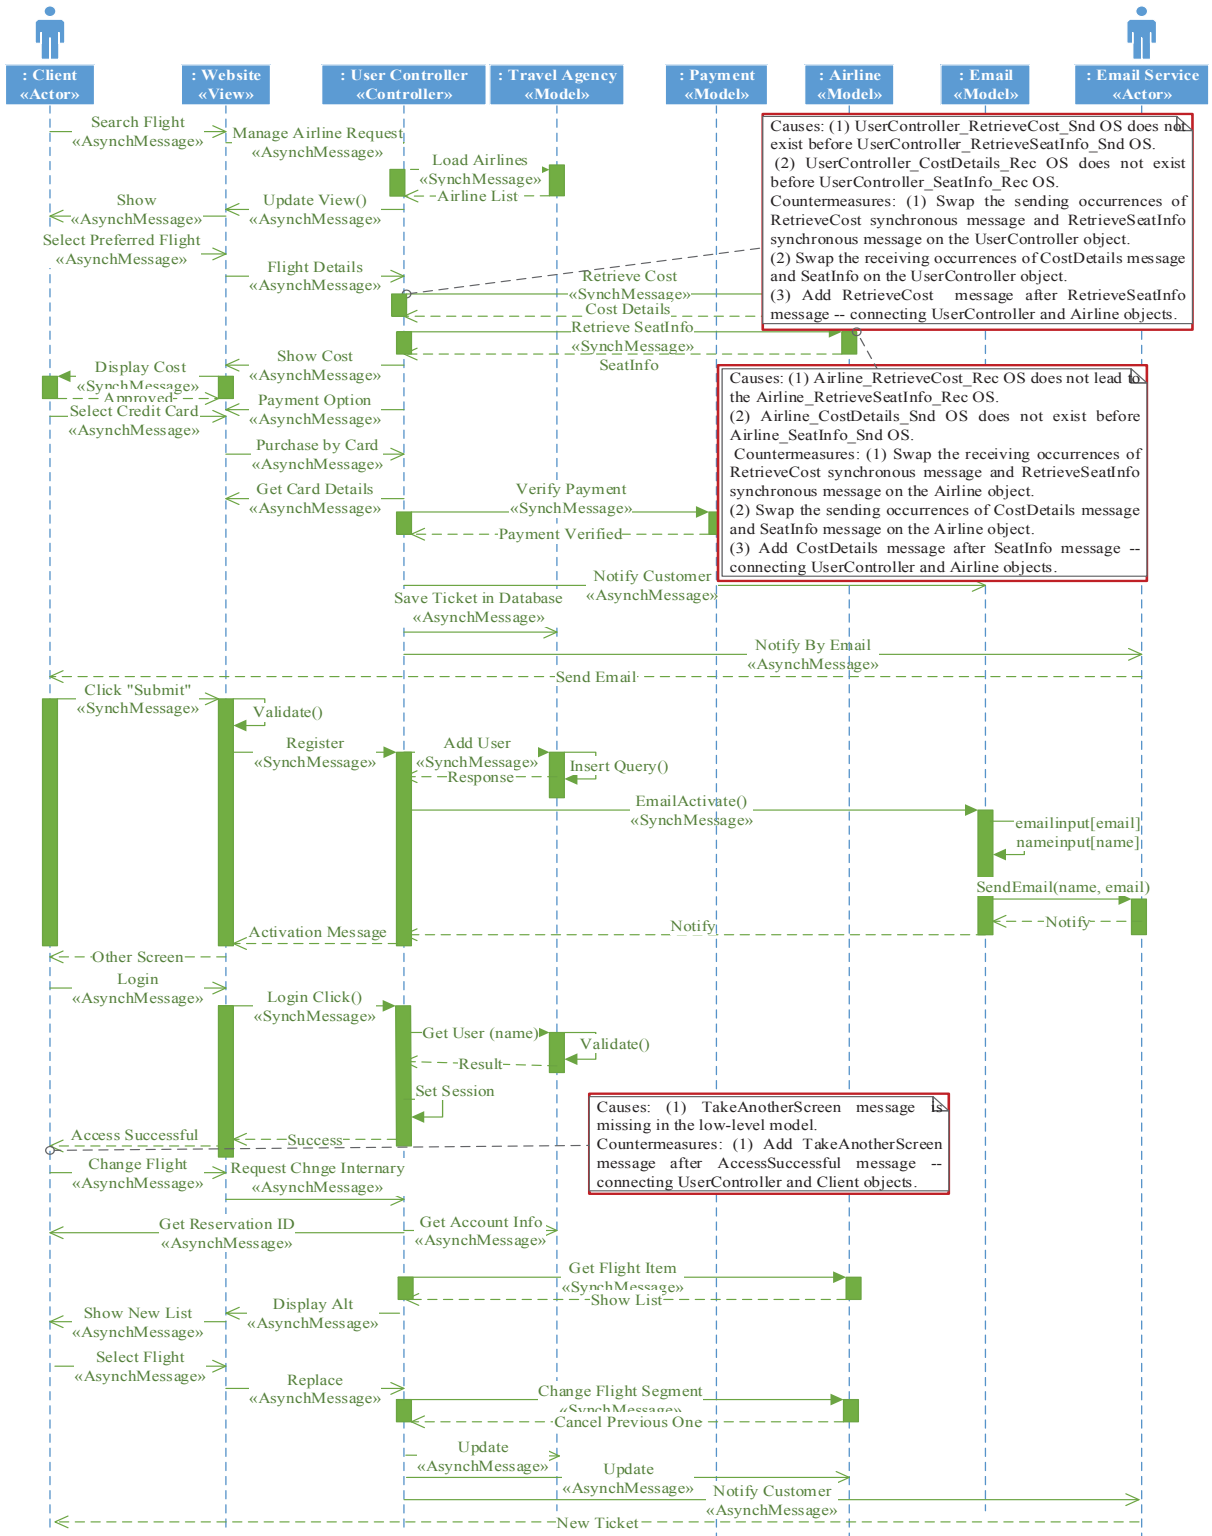 : Client
«Actor»
: Website
«View»
: User Controller
«Controller»
: Travel Agency
«Model»
: Payment
«Model»
: Airline
«Model»
: Email
«Model»
: Email Service
«Actor»
Search Flight
«AsynchMessage»
Manage Airline Request
«AsynchMessage»
Load Airlines
«SynchMessage»
Airline List
Update View()
«AsynchMessage»
Show
«AsynchMessage»
Select Preferred Flight
«AsynchMessage»
Flight Details
«AsynchMessage»
Retrieve Cost
«SynchMessage»
Cost Details
Retrieve SeatInfo
«SynchMessage»
SeatInfo
Causes: (1) UserController_RetrieveCost_Snd OS does not
exist before UserController_RetrieveSeatInfo_Snd OS.
(2) UserController_CostDetails_Rec OS does not exist
before UserController_SeatInfo_Rec OS.
Countermeasures: (1) Swap the sending occurrences of
RetrieveCost synchronous message and RetrieveSeatInfo
synchronous message on the UserController object.
(2) Swap the receiving occurrences of CostDetails message
and SeatInfo on the UserController object.
(3) Add RetrieveCost message after RetrieveSeatInfo
message -- connecting UserController and Airline objects.
Show Cost
«AsynchMessage»
Display Cost
«SynchMessage»
Approved
Payment Option
«AsynchMessage»
Select Credit Card
«AsynchMessage»
Purchase by Card
«AsynchMessage»
Get Card Details
«AsynchMessage»
Verify Payment
«SynchMessage»
Payment Verified
Causes: (1) Airline_RetrieveCost_Rec OS does not lead to
the Airline_RetrieveSeatInfo_Rec OS.
(2) Airline_CostDetails_Snd OS does not exist before
Airline_SeatInfo_Snd OS.
Countermeasures: (1) Swap the receiving occurrences of
RetrieveCost synchronous message and RetrieveSeatInfo
synchronous message on the Airline object.
(2) Swap the sending occurrences of CostDetails message
and SeatInfo message on the Airline object.
(3) Add CostDetails message after SeatInfo message --
connecting UserController and Airline objects.
Notify Customer
«AsynchMessage»
Save Ticket in Database
«AsynchMessage»
Notify By Email
«AsynchMessage»
Send Email
Click "Submit"
«SynchMessage»
Validate()
Register
«SynchMessage»
Add User
«SynchMessage»
Response
Insert Query()
EmailActivate()
«SynchMessage»
emailinput[email]
nameinput[name]
SendEmail(name, email)
Notify
Notify
Activation Message
Other Screen
Login
«AsynchMessage»
Login Click()
«SynchMessage»
Get User (name)
Validate()
Result
Set Session
Success
Access Successful
Causes: (1) TakeAnotherScreen message is
missing in the low-level model.
Countermeasures: (1) Add TakeAnotherScreen
message after AccessSuccessful message --
connecting UserController and Client objects.
Change Flight
«AsynchMessage»
Request Chnge Internary
«AsynchMessage»
Get Reservation ID
«AsynchMessage»
Get Account Info
«AsynchMessage»
Get Flight Item
«SynchMessage»
Show List
Display Alt
«AsynchMessage»
Show New List
«AsynchMessage»
Select Flight
«AsynchMessage»
Replace
«AsynchMessage»
Change Flight Segment
«SynchMessage»
Cancel Previous One
Update
«AsynchMessage»
Update
«AsynchMessage»
Notify Customer
«AsynchMessage»
New Ticket